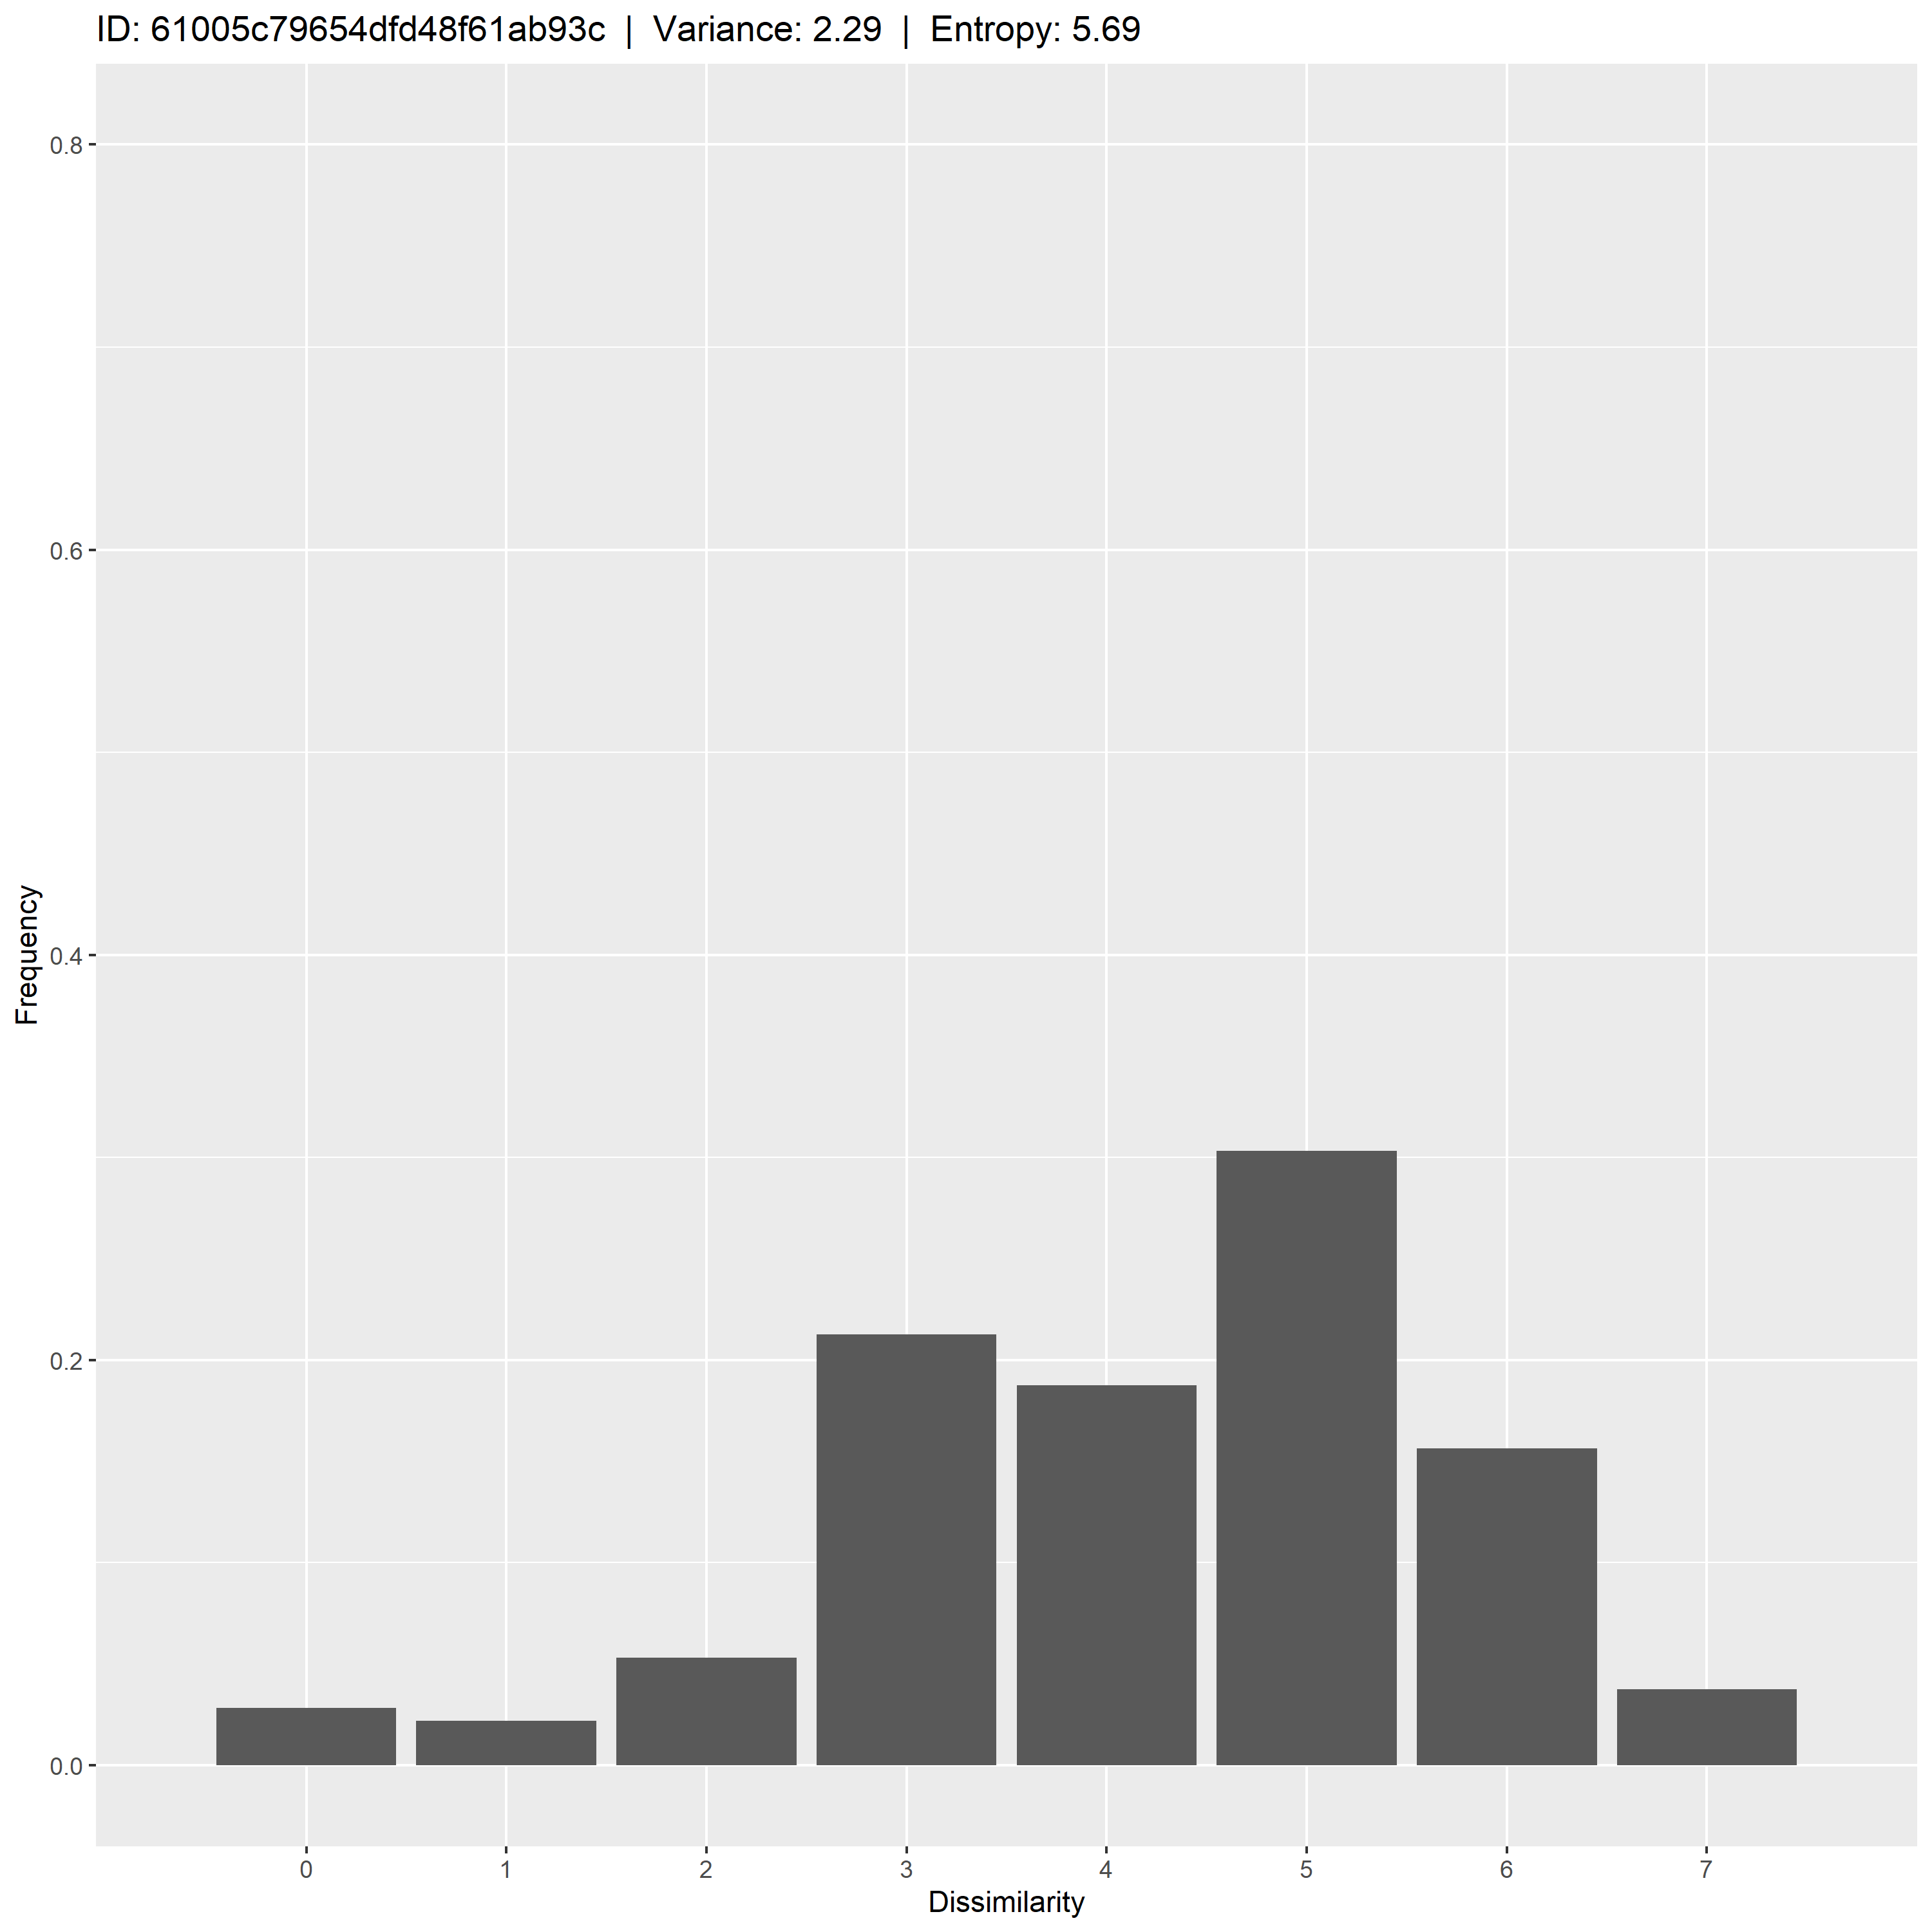 ID: 61005c79654dfd48f61ab93c | Variance: 2.29 | Entropy: 5.69
0.8
0.6
0.4
0.2
0.0
Frequency
0 1 2 3 4 5 6 7
Dissimilarity